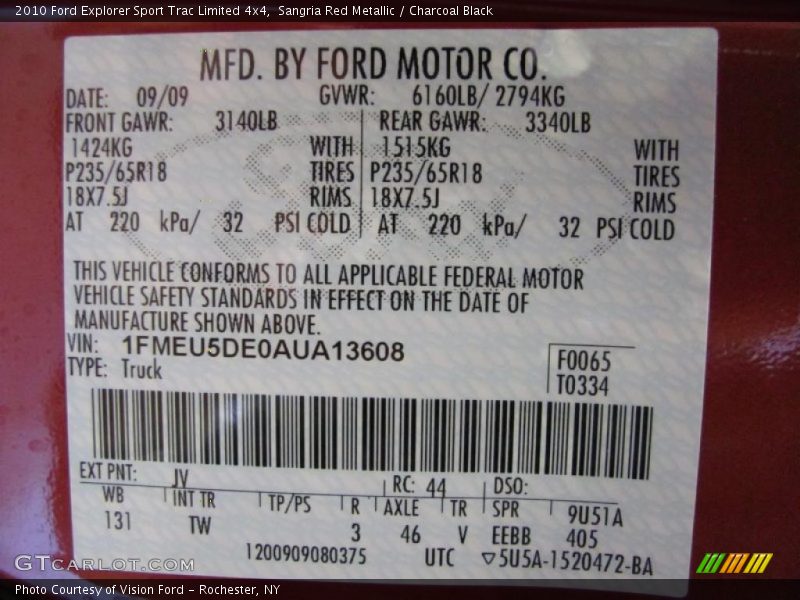 2010 Ford Explorer Sport Trac Limited 4x4, Sangria Red Metallic / Charcoal Black
MFD. BY FORD MOTOR CO.
DATE: 09/09 GVWR: 6160LB/ 2794KG
FRONT GAWR: 3140LB REAR GAWR: 3340LB
1424KG WITH 1515KG WITH
P235/65R18 TIRES P235/65R18 TIRES
18X7.5J RIMS 18X7.5J RIMS
AT 220 kPa/ 32 PSI COLD AT 220 kPa/ 32 PSI COLD
THIS VEHICLE CONFORMS TO ALL APPLICABLE FEDERAL MOTOR
VEHICLE SAFETY STANDARDS IN EFFECT ON THE DATE OF
MANUFACTURE SHOWN ABOVE.
VIN: 1FMEU5DE0AUA13608
TYPE: Truck
F0065
T0334
EXT PNT: JV RC: 44 DSO:
WB INT TR TP/PS R AXLE TR SPR 9U51A
131 TW 3 46 V EEBB 405
1200909080375 UTC ▽5U5A-1520472-BA
GTCARLOT.COM
Photo Courtesy of Vision Ford – Rochester, NY